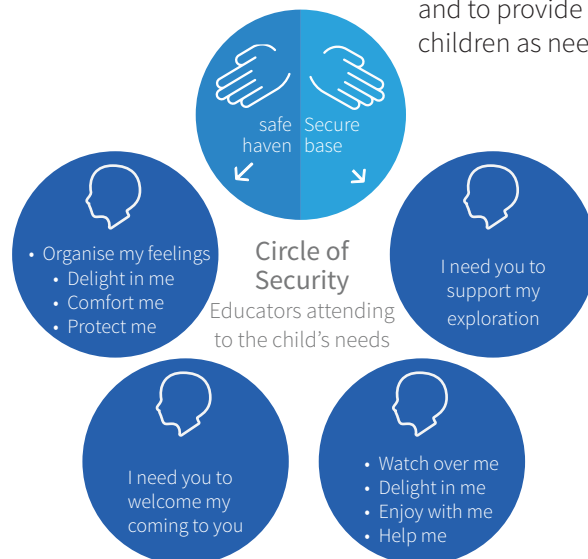 and to provide
children as nee
safe
haven
Secure
base
• Organise my feelings
• Delight in me
• Comfort me
• Protect me
Circle of
Security
Educators attending
to the child's needs
I need you to
support my
exploration
I need you to
welcome my
coming to you
• Watch over me
• Delight in me
• Enjoy with me
• Help me